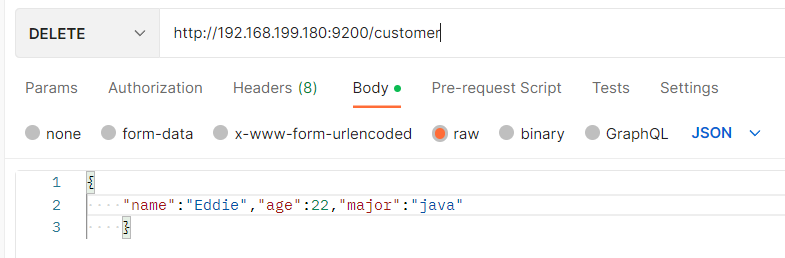 DELETE http://192.168.199.180:9200/customer
Params Authorization Headers (8) Body Pre-request Script Tests Settings
none form-data x-www-form-urlencoded raw binary GraphQL JSON
1 {
2 "name":"Eddie","age":22,"major":"java"
3 }